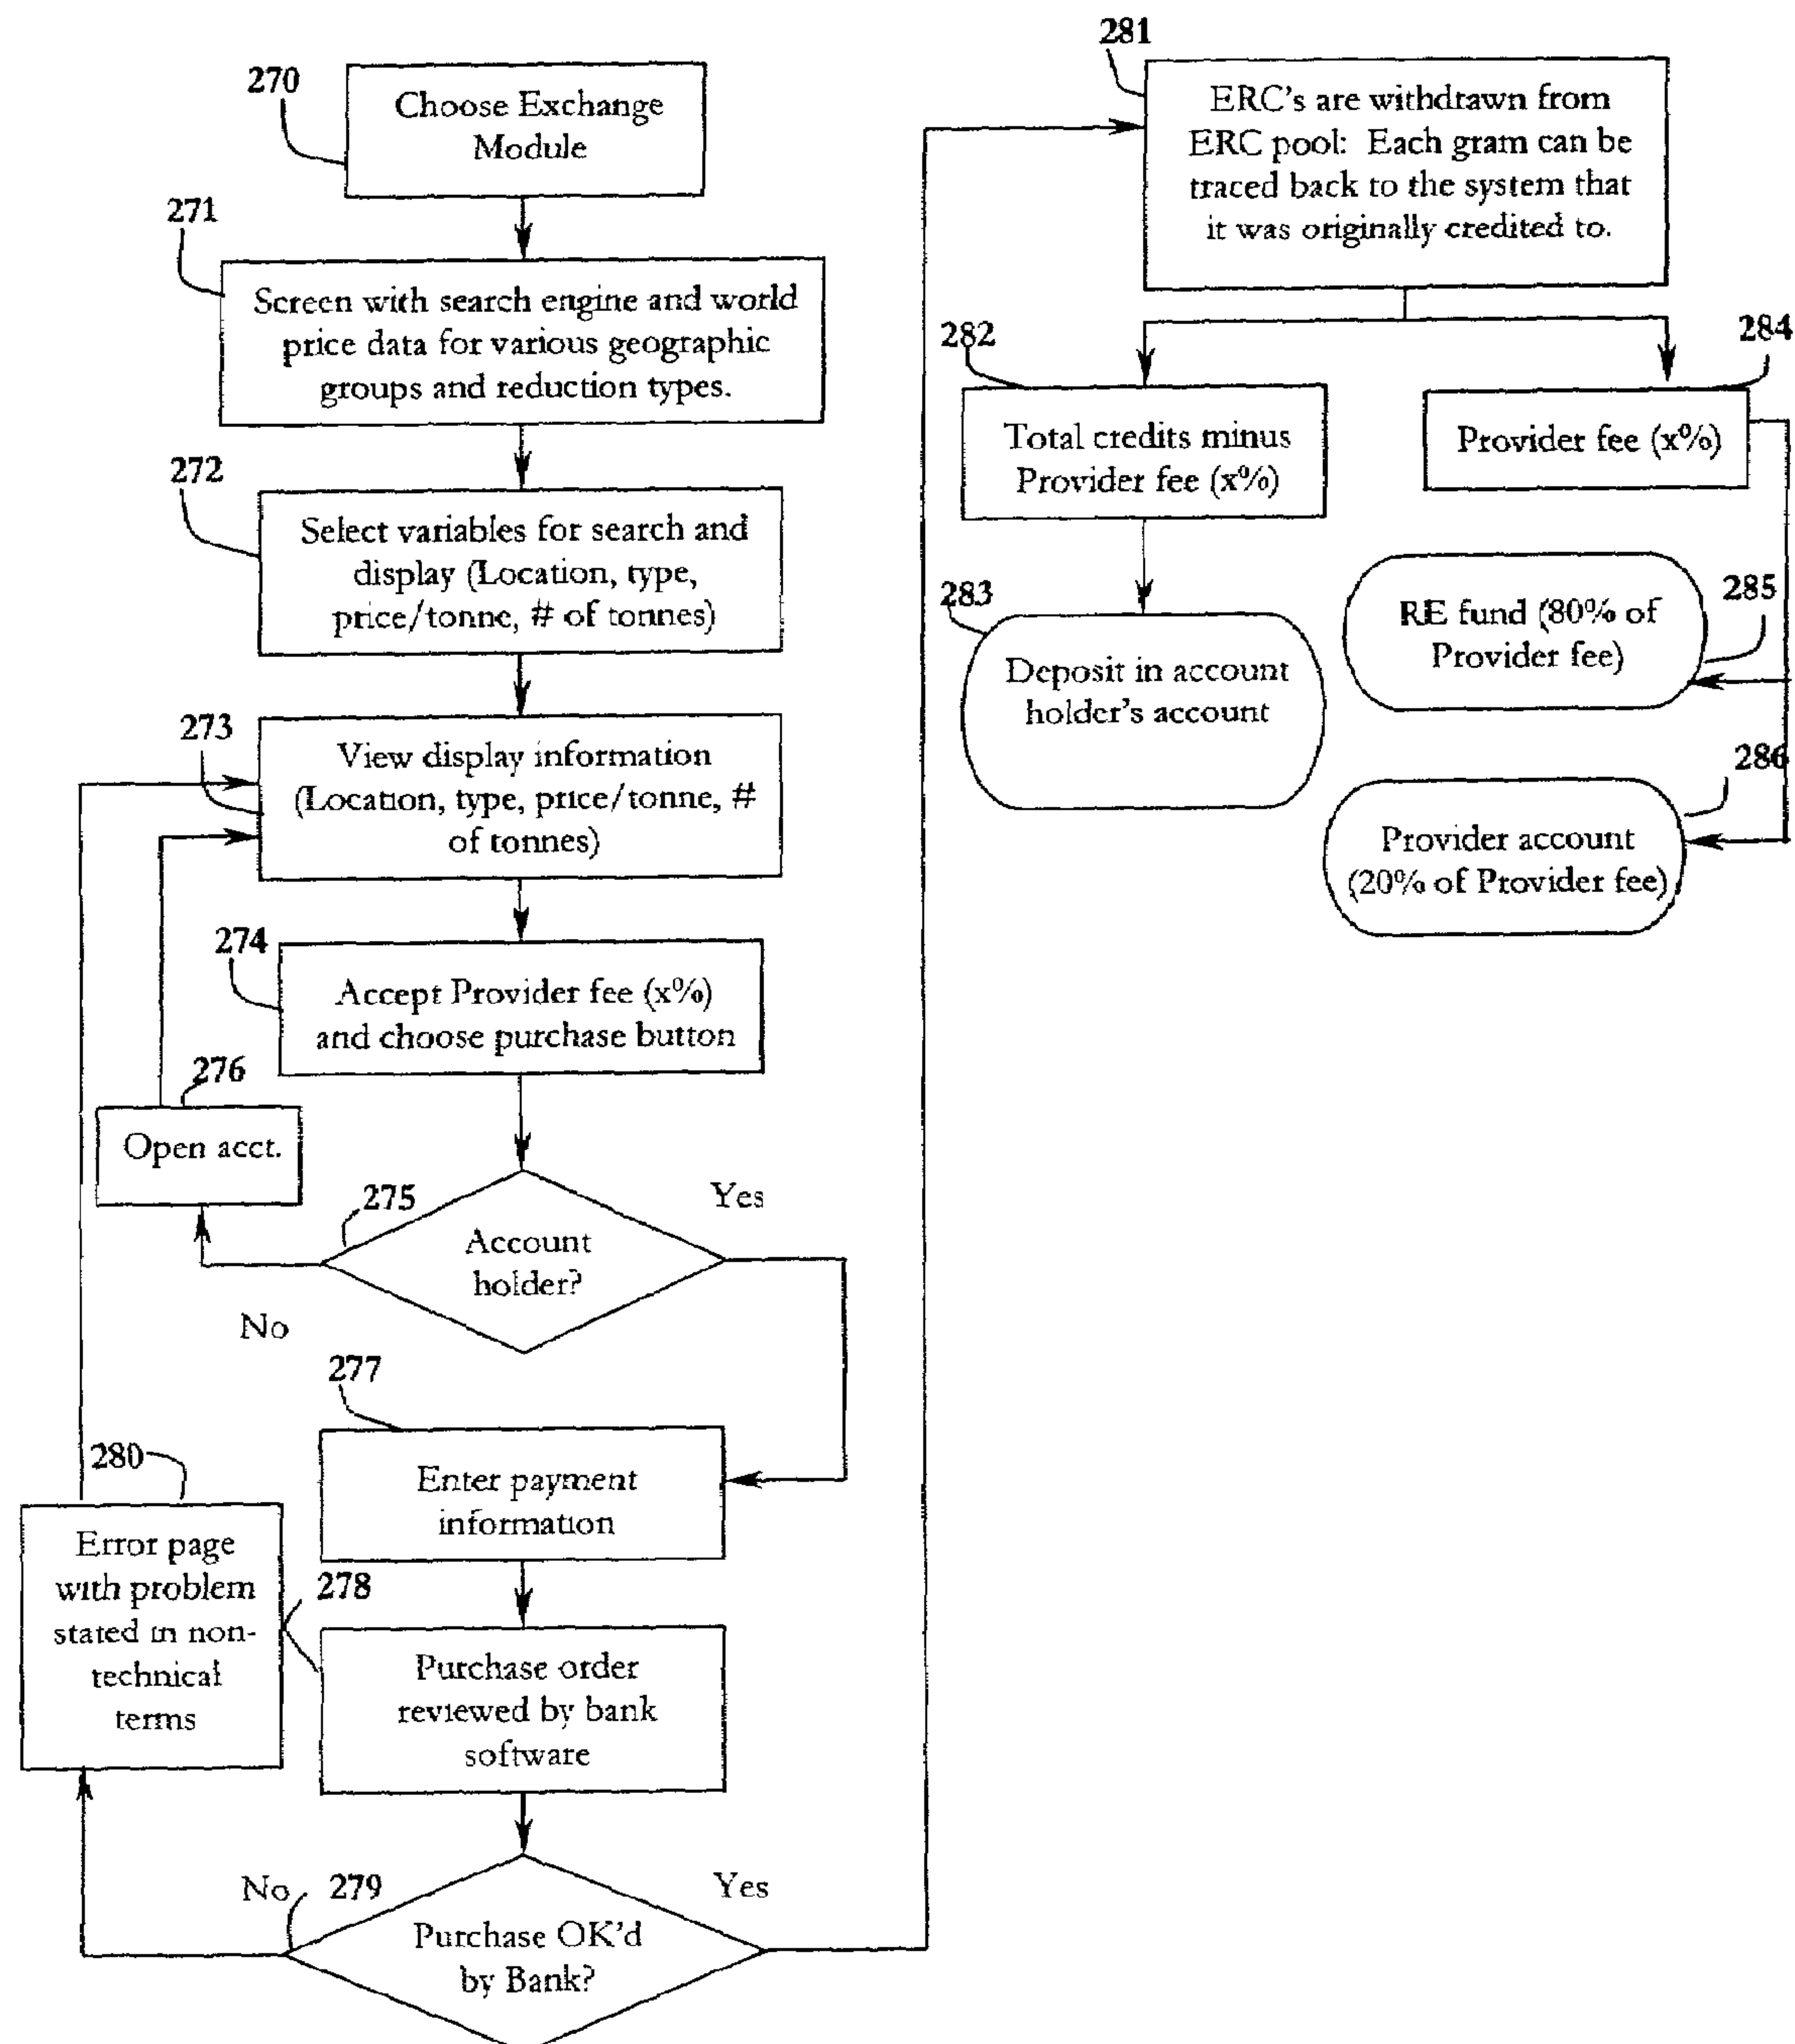 270
Choose Exchange
Module
271
Screen with search engine and world
price data for various geographic
groups and reduction types.
272
Select variables for search and
display (Location, type,
price/tonne, # of tonnes)
273
View display information
(Location, type, price/tonne, #
of tonnes)
274
Accept Provider fee (x%)
and choose purchase button
276
Open acct.
275
Account
holder?
Yes
No
277
Enter payment
information
280
Error page
with problem
stated in non-
technical
terms
278
Purchase order
reviewed by bank
software
No
279
Yes
Purchase OK'd
by Bank?
281
ERC's are withdrawn from
ERC pool: Each gram can be
traced back to the system that
it was originally credited to.
282
Total credits minus
Provider fee (x%)
284
Provider fee (x%)
283
Deposit in account
holder's account
285
RE fund (80% of
Provider fee)
286
Provider account
(20% of Provider fee)